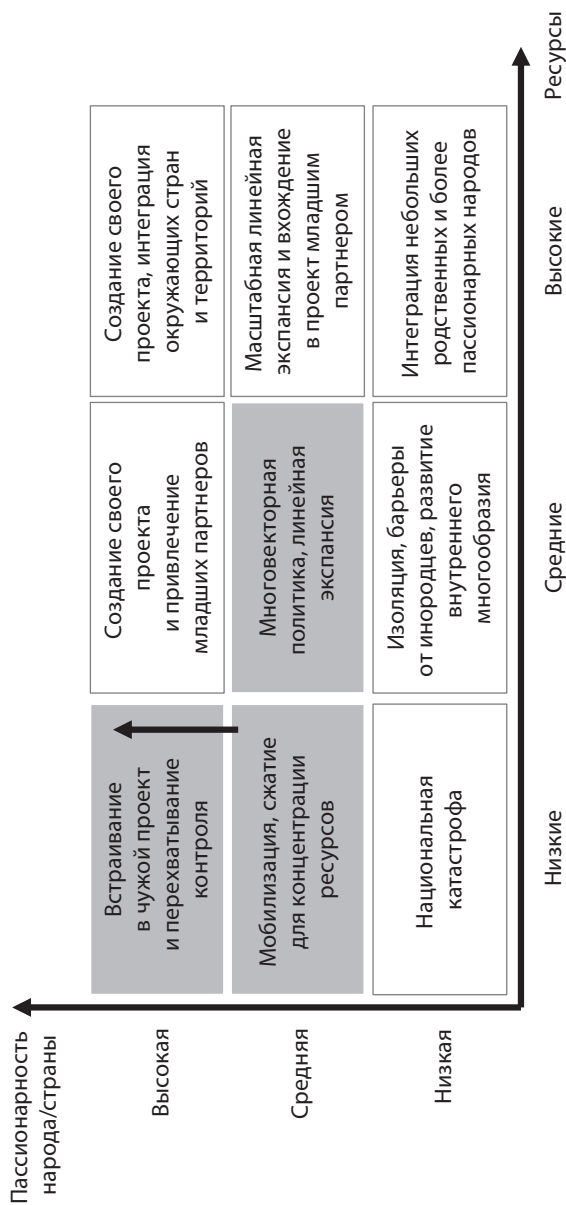 Пассионарность
народа/страны
Высокая
Встраивание
в чужой проект
и перехватывание
контроля
Создание своего
проекта
и привлечение
младших партнеров
Создание своего
проекта, интеграция
окружающих стран
и территорий
Средняя
Мобилизация, сжатие
для концентрации
ресурсов
Многовекторная
политика, линейная
экспансия
Масштабная линейная
экспансия и вхождение
в проект младшим
партнером
Низкая
Национальная
катастрофа
Изоляция, барьеры
от инородцев, развитие
внутреннего
многообразия
Интеграция небольших
родственных и более
пассионарных народов
Низкие
Средние
Высокие
Ресурсы